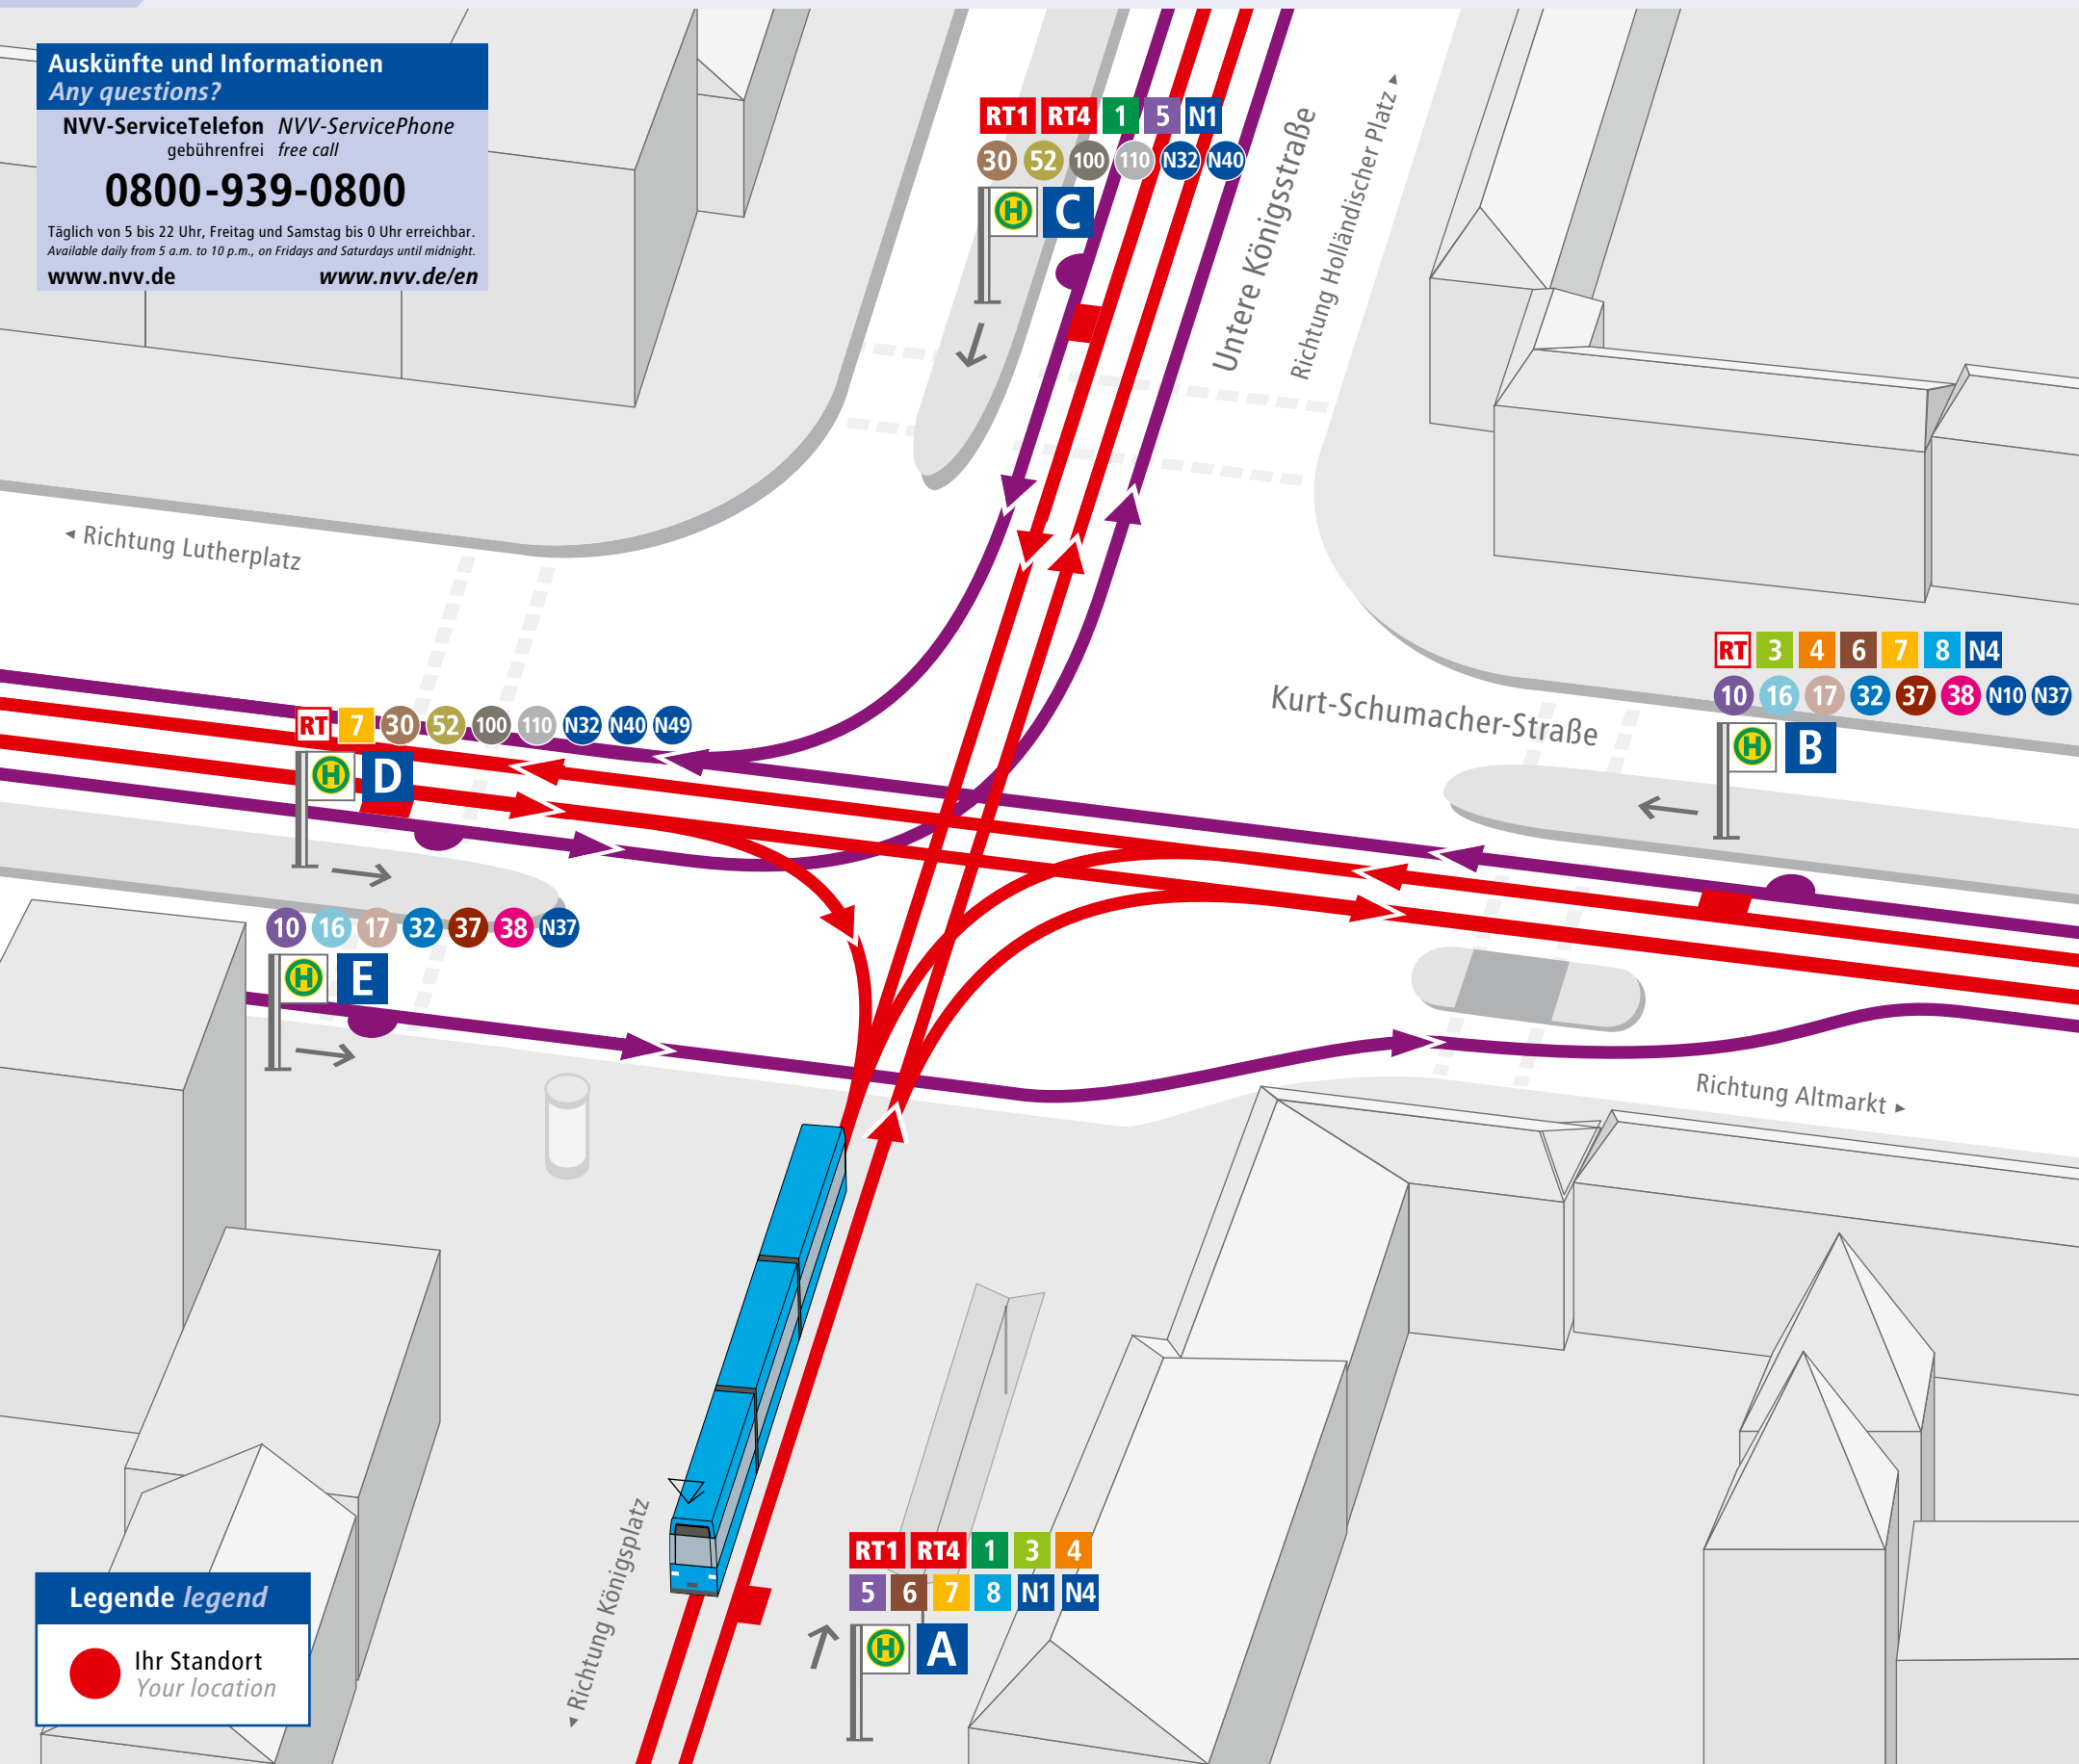 Auskünfte und Informationen
Any questions?
NVV-ServiceTelefon NVV-ServicePhone
gebührenfrei free call
0800-939-0800
Täglich von 5 bis 22 Uhr, Freitag und Samstag bis 0 Uhr erreichbar.
Available daily from 5 a.m. to 10 p.m., on Fridays and Saturdays until midnight.
www.nvv.de www.nvv.de/en
RT1 RT4 1 5 N1
30 52 100 110 N32 N40
H C
Untere Königsstraße
Richtung Holländischer Platz
Richtung Lutherplatz
RT 3 4 6 7 8 N4
10 16 17 32 37 38 N10 N37
H B
Kurt-Schumacher-Straße
RT 7 30 52 100 110 N32 N40 N49
H D
10 16 17 32 37 38 N37
H E
Richtung Altmarkt
Richtung Königsplatz
RT1 RT4 1 3 4
5 6 7 8 N1 N4
H A
Legende legend
Ihr Standort
Your location